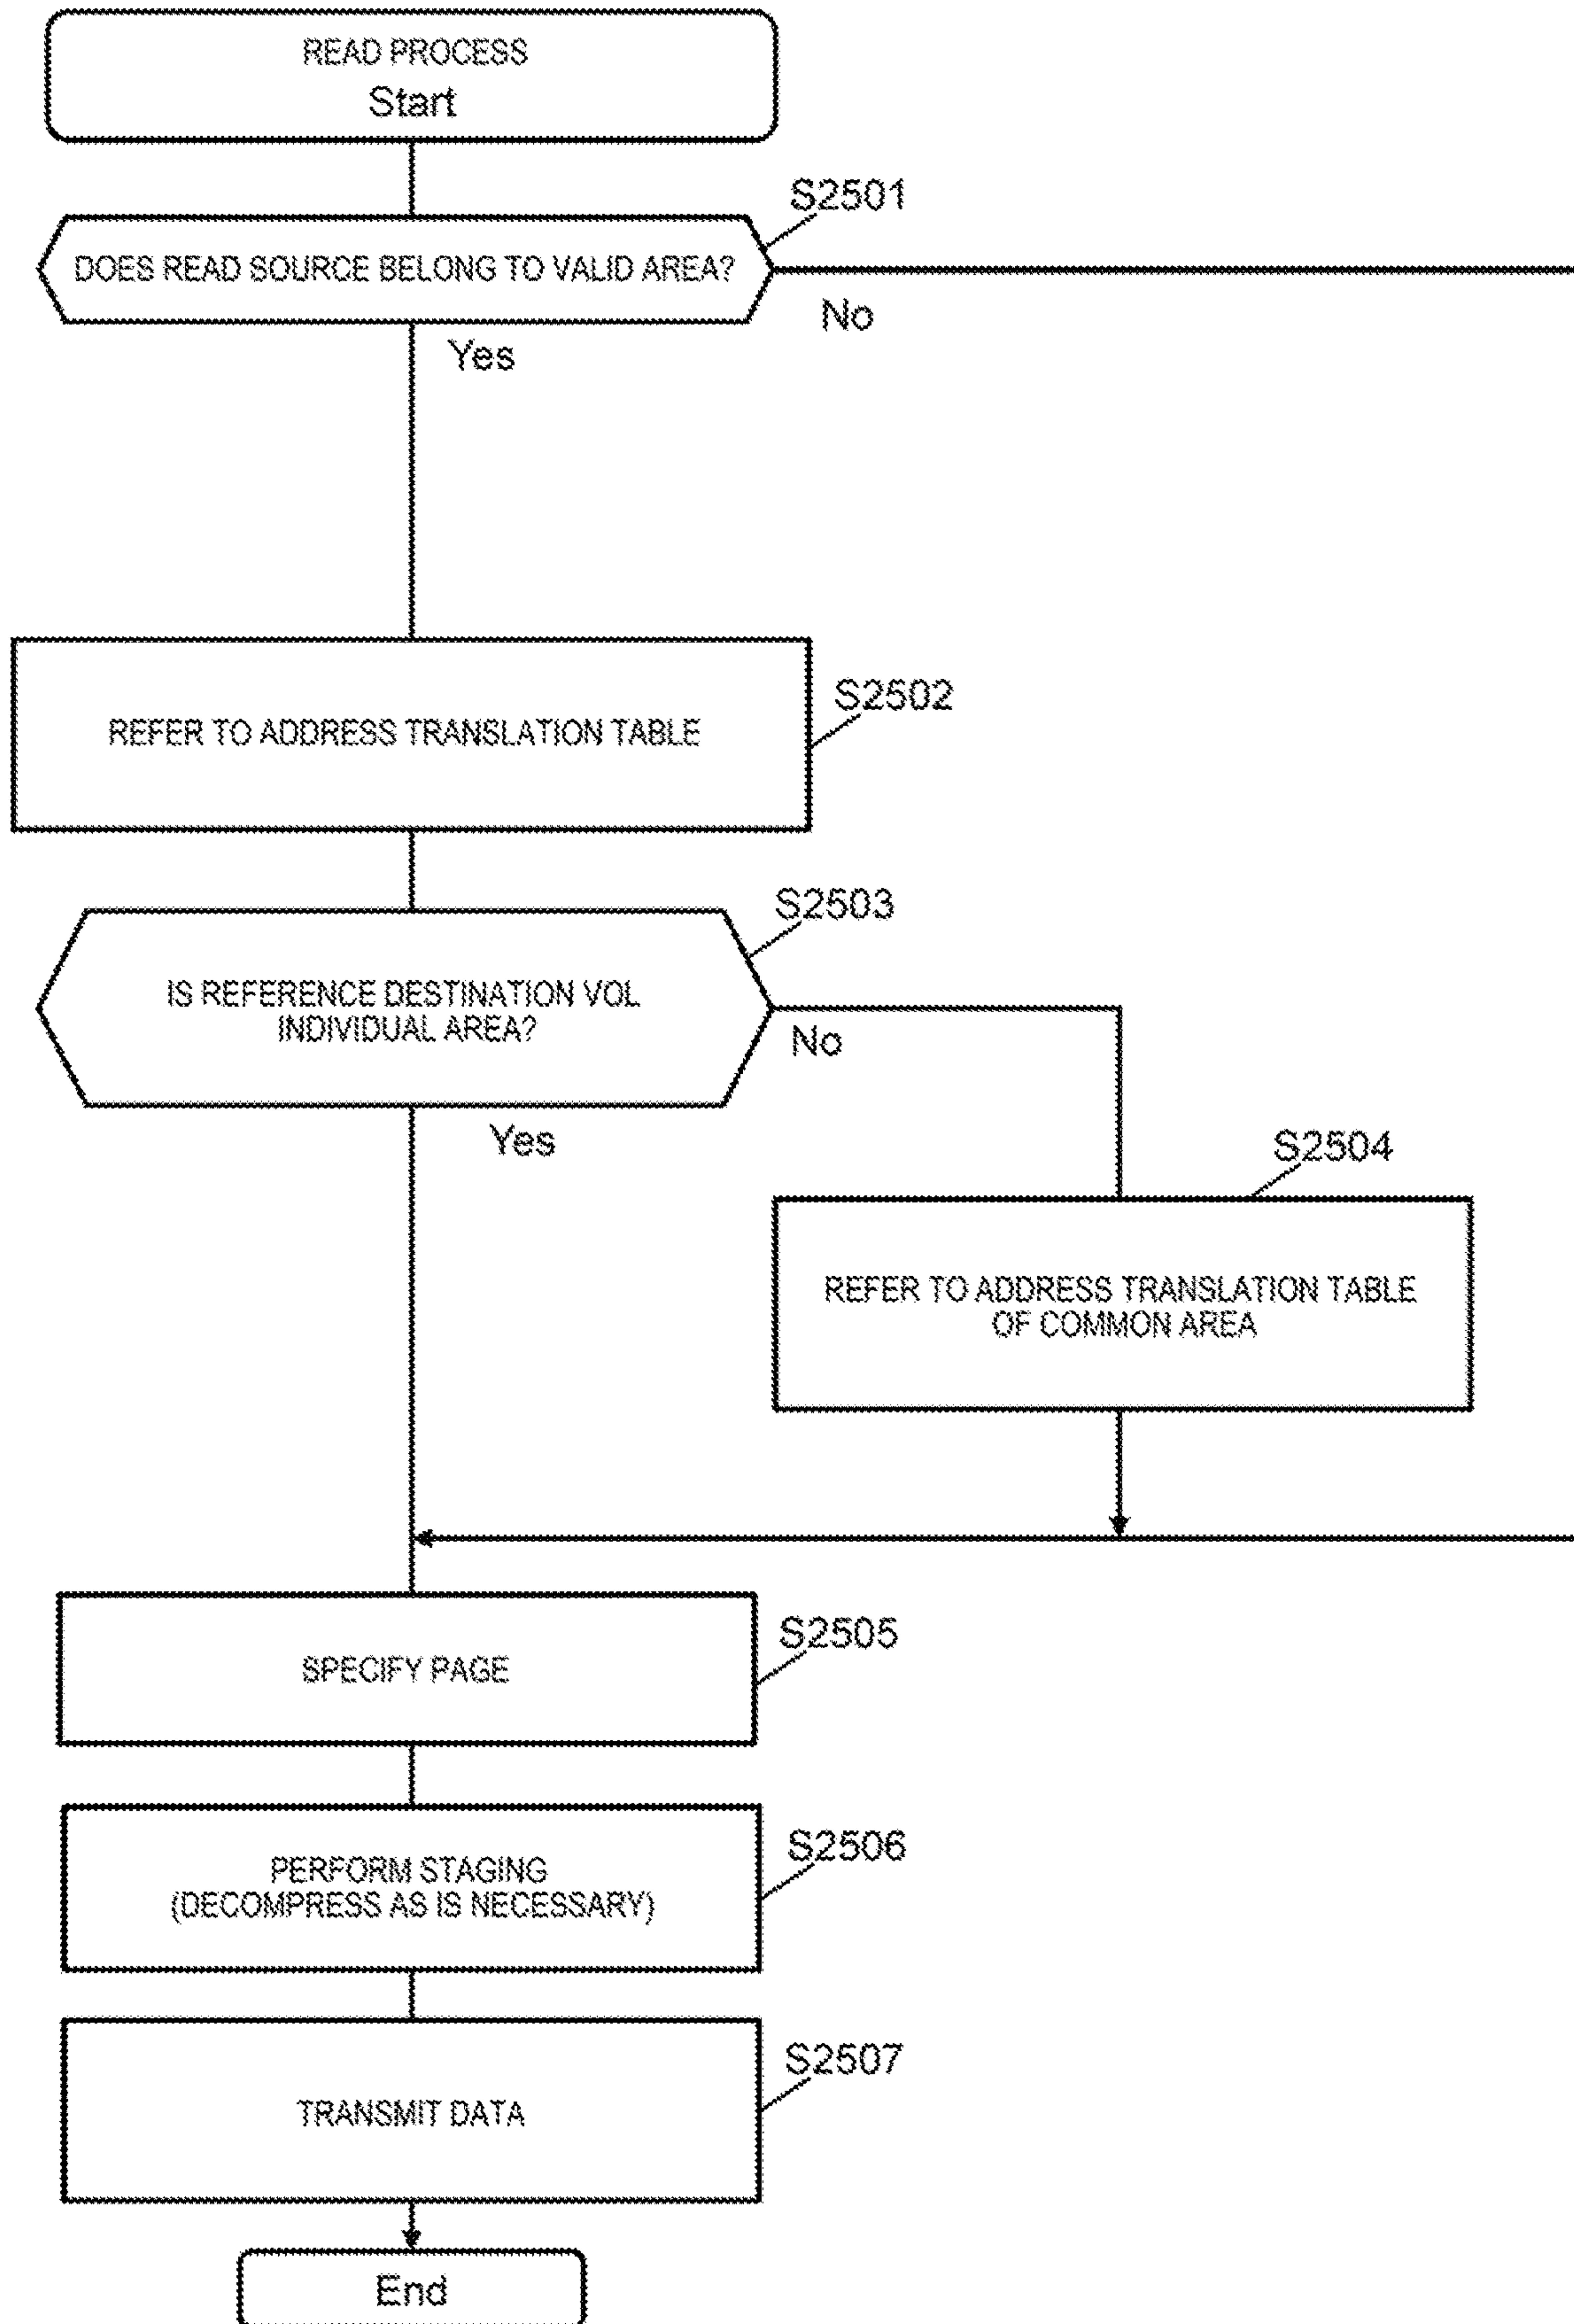 READ PROCESS
Start
S2501
DOES READ SOURCE BELONG TO VALID AREA?
No
Yes
S2502
REFER TO ADDRESS TRANSLATION TABLE
S2503
IS REFERENCE DESTINATION VOL
INDIVIDUAL AREA?
No
Yes
S2504
REFER TO ADDRESS TRANSLATION TABLE
OF COMMON AREA
S2505
SPECIFY PAGE
S2506
PERFORM STAGING
(DECOMPRESS AS IS NECESSARY)
S2507
TRANSMIT DATA
End